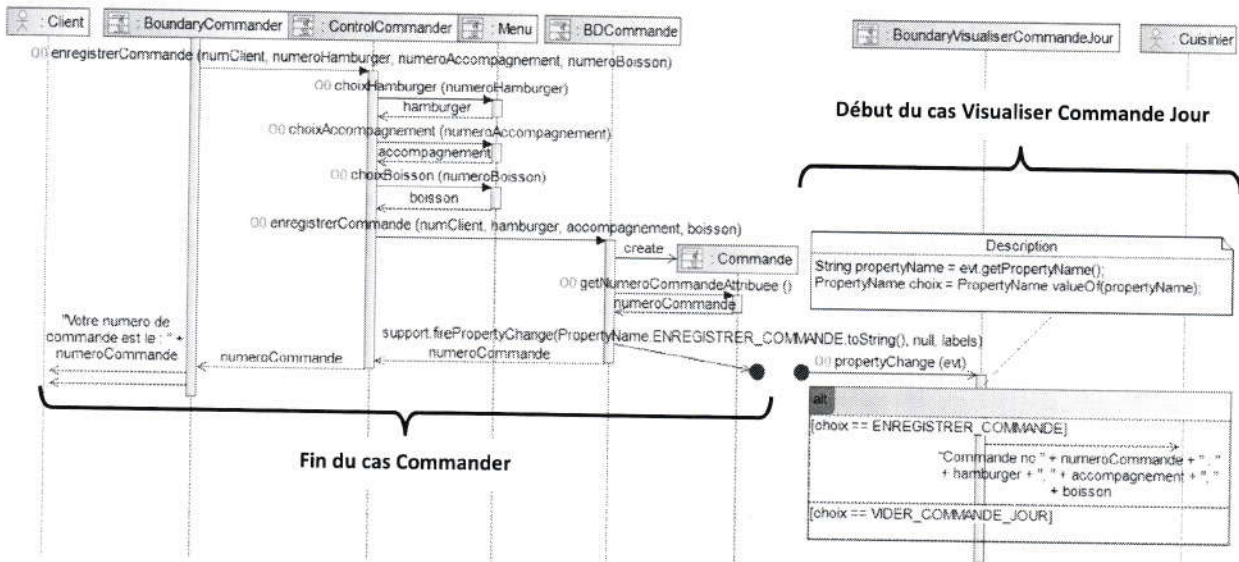 : Client
: BoundaryCommander
: ControlCommander
: Menu
: BDCommande
: BoundaryVisualiserCommandeJour
: Cuisinier
enregistrerCommande (numClient, numeroHamburger, numeroAccompagnement, numeroBoisson)
choixHamburger (numeroHamburger)
hamburger
choixAccompagnement (numeroAccompagnement)
accompagnement
choixBoisson (numeroBoisson)
boisson
enregistrerCommande (numClient, hamburger, accompagnement, boisson)
create
: Commande
getNumeroCommandeAttribuee ()
numeroCommande
support.firePropertyChange(PropertyName.ENREGISTRER_COMMANDE.toString(), null, labels)
numeroCommande
numeroCommande
"Votre numero de
commande est le : " +
numeroCommande
Fin du cas Commander
Début du cas Visualiser Commande Jour
Description
String propertyName = evt.getPropertyName();
PropertyName choix = PropertyName valueOf(propertyName);
propertyChange (evt)
alt
[choix == ENREGISTRER_COMMANDE]
"Commande no " + numeroCommande + " , "
+ hamburger + ", " + accompagnement + ", "
+ boisson
[choix == VIDER_COMMANDE_JOUR]